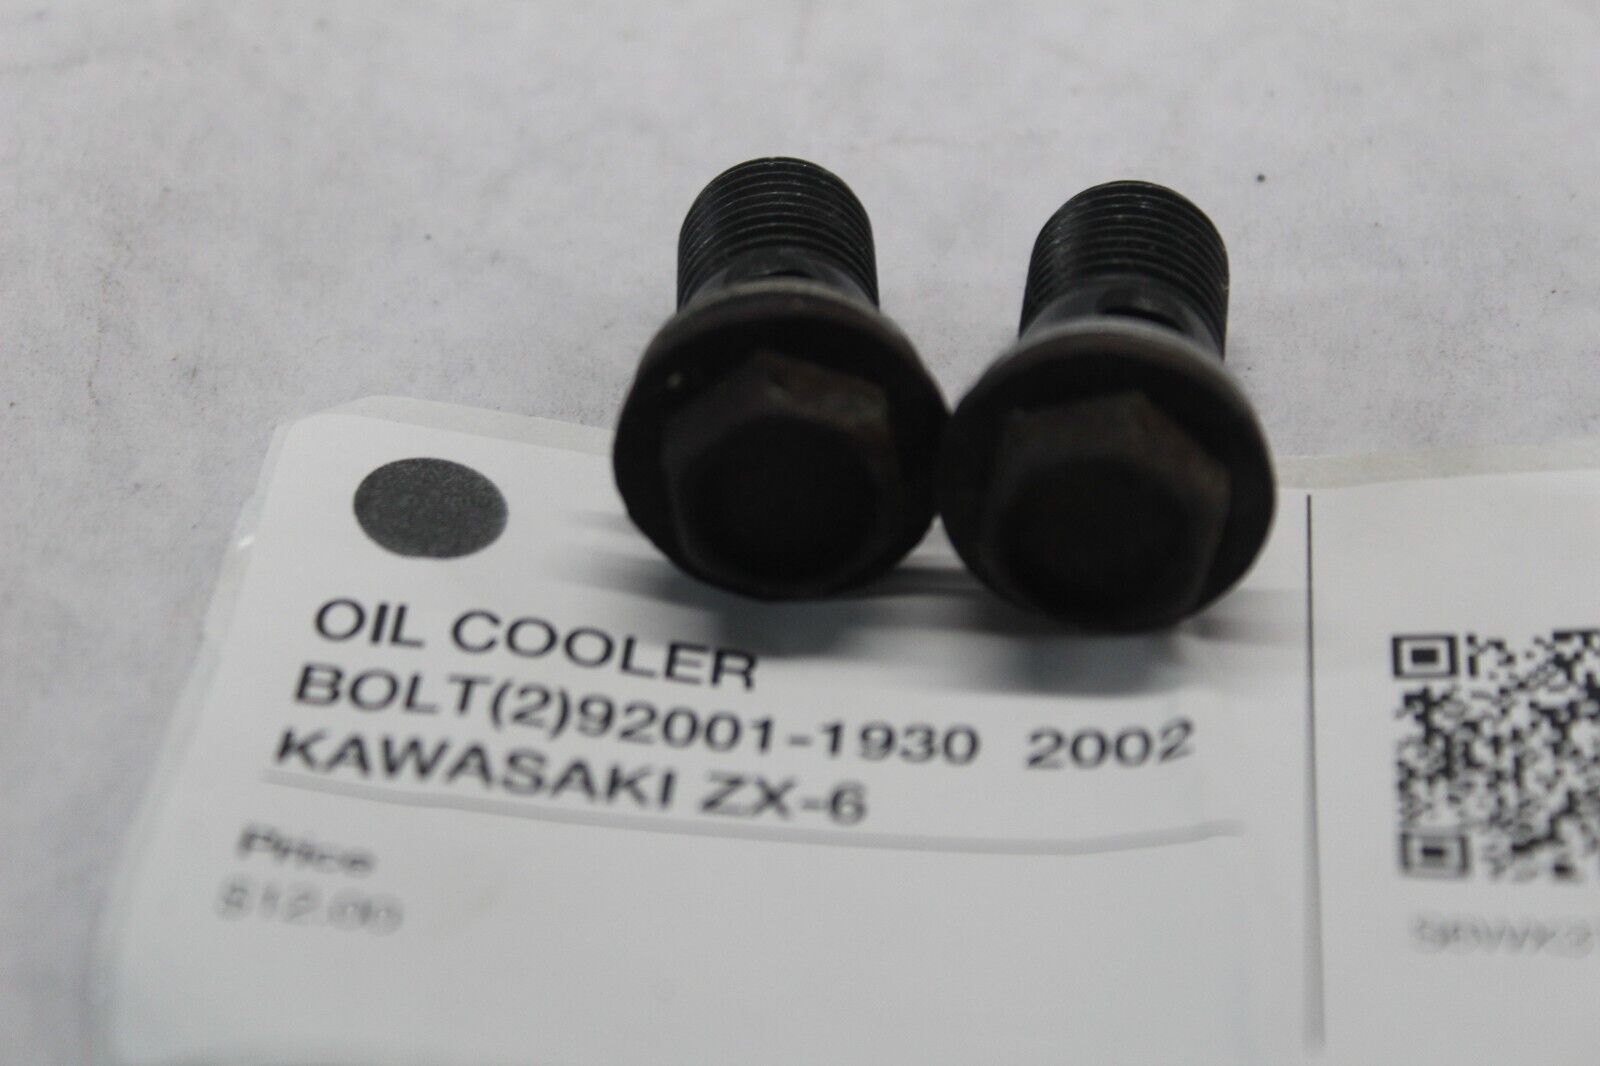 OIL COOLER
BOLT(2)92001-1930 2002
KAWASAKI ZX-6
Price
$12.00